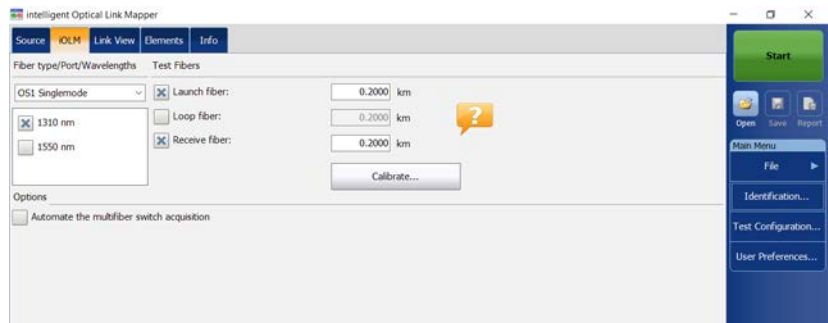 intelligent Optical Link Mapper
Source iOLM Link View Elements Info
Fiber type/Port/Wavelengths Test Fibers
OS1 Singlemode
Launch fiber: 0.2000 km
1310 nm
Loop fiber: 0.2000 km
1550 nm
Receive fiber: 0.2000 km
?
Calibrate...
Options
Automate the multifiber switch acquisition
Start
Open Save Report
Main Menu
File
Identification...
Test Configuration...
User Preferences...